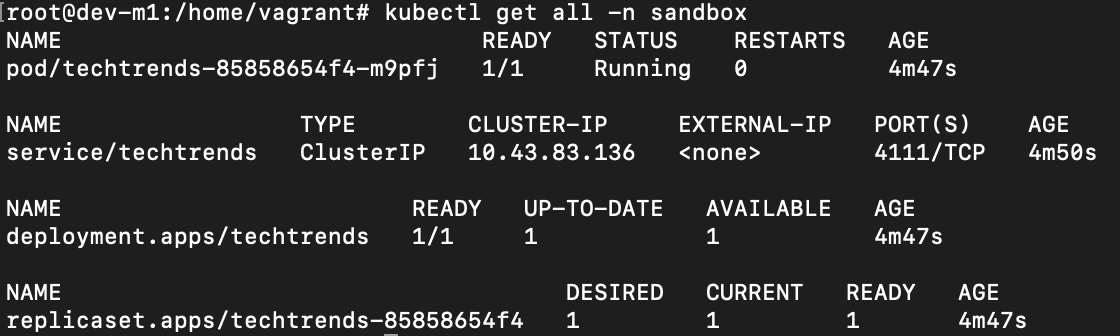 [root@dev-m1:/home/vagrant# kubectl get all -n sandbox
NAME READY STATUS RESTARTS AGE
pod/techtrends-85858654f4-m9pfj 1/1 Running 0 4m47s
NAME TYPE CLUSTER-IP EXTERNAL-IP PORT(S) AGE
service/techtrends ClusterIP 10.43.83.136 <none> 4111/TCP 4m50s
NAME READY UP-TO-DATE AVAILABLE AGE
deployment.apps/techtrends 1/1 1 1 4m47s
NAME DESIRED CURRENT READY AGE
replicaset.apps/techtrends-85858654f4 1 1 1 4m47s